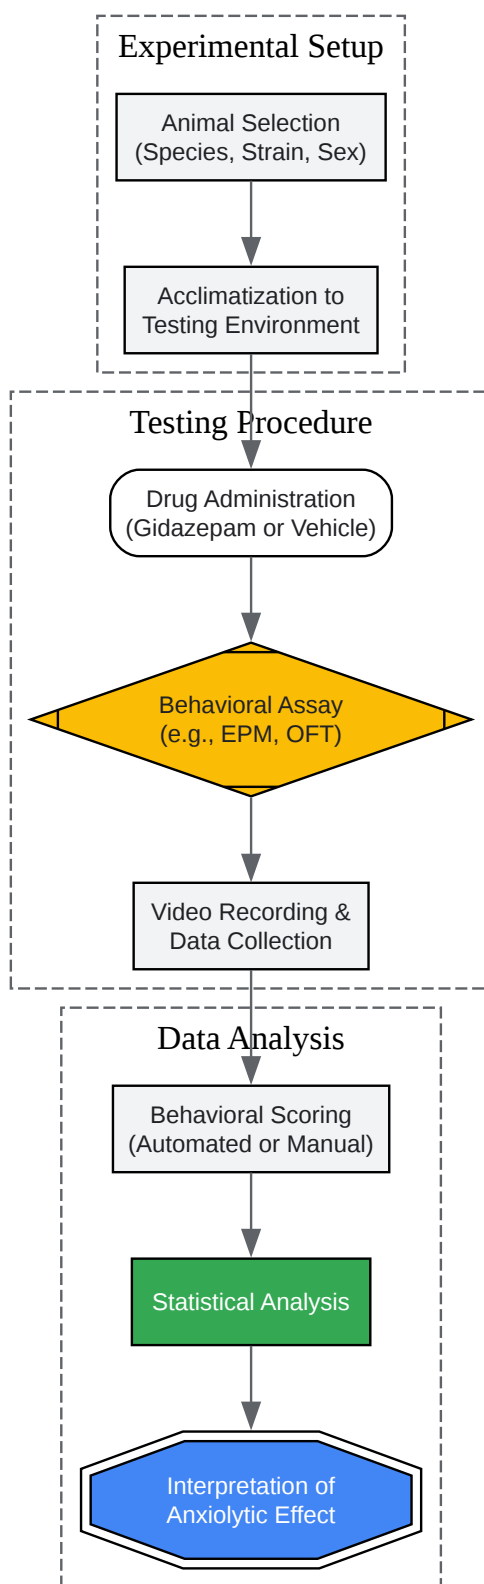 Experimental Setup
Animal Selection
(Species, Strain, Sex)
Acclimatization to
Testing Environment
Testing Procedure
Drug Administration
(Gidazepam or Vehicle)
Behavioral Assay
(e.g., EPM, OFT)
Video Recording &
Data Collection
Data Analysis
Behavioral Scoring
(Automated or Manual)
Statistical Analysis
Interpretation of
Anxiolytic Effect